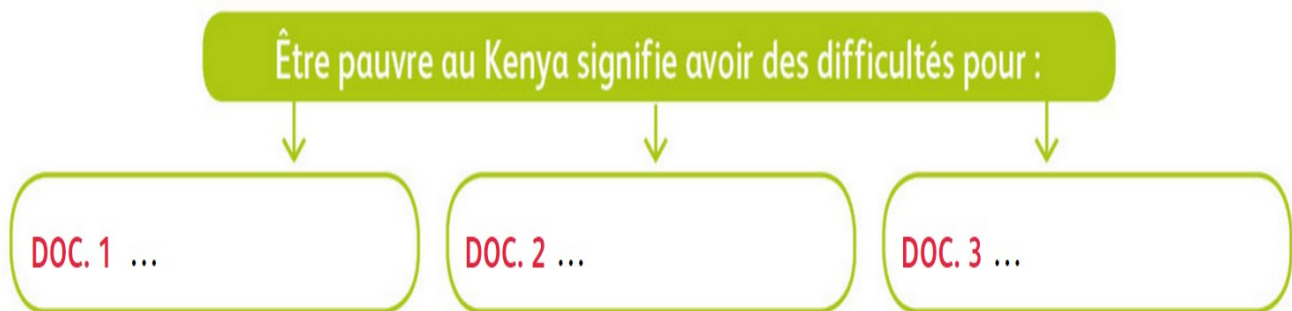 Être pauvre au Kenya signifie avoir des difficultés pour :
DOC. 1 ...
DOC. 2 ...
DOC. 3 ...